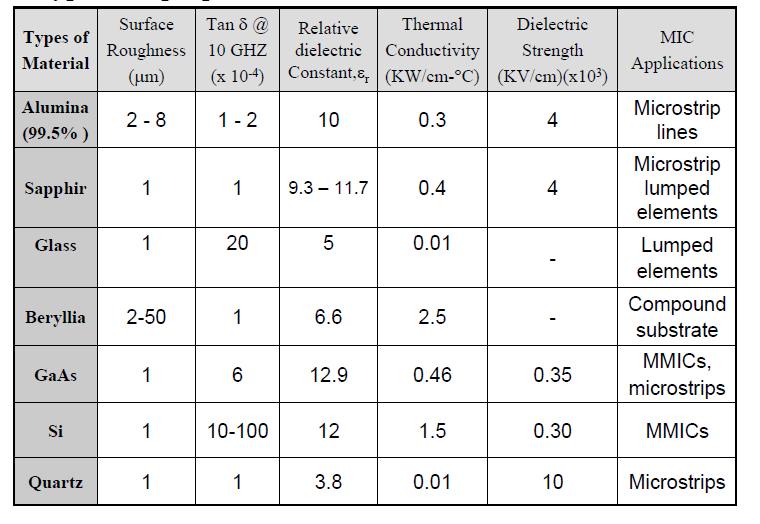 Types of Material | Surface Roughness (μm) | Tan δ @ 10 GHZ (x 10-4) | Relative dielectric Constant,εr | Thermal Conductivity (KW/cm-°C) | Dielectric Strength (KV/cm)(x10³) | MIC Applications
Alumina (99.5% ) | 2 - 8 | 1 - 2 | 10 | 0.3 | 4 | Microstrip lines
Sapphir | 1 | 1 | 9.3 – 11.7 | 0.4 | 4 | Microstrip lumped elements
Glass | 1 | 20 | 5 | 0.01 | - | Lumped elements
Beryllia | 2-50 | 1 | 6.6 | 2.5 | - | Compound substrate
GaAs | 1 | 6 | 12.9 | 0.46 | 0.35 | MMICs, microstrips
Si | 1 | 10-100 | 12 | 1.5 | 0.30 | MMICs
Quartz | 1 | 1 | 3.8 | 0.01 | 10 | Microstrips